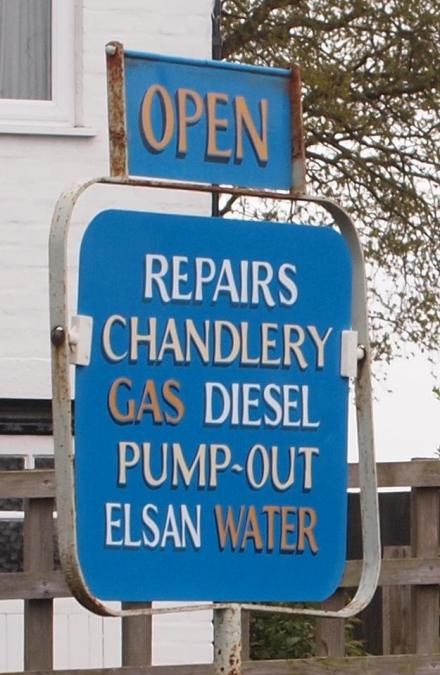 OPEN
REPAIRS
CHANDLERY
GAS DIESEL
PUMP-OUT
ELSAN WATER